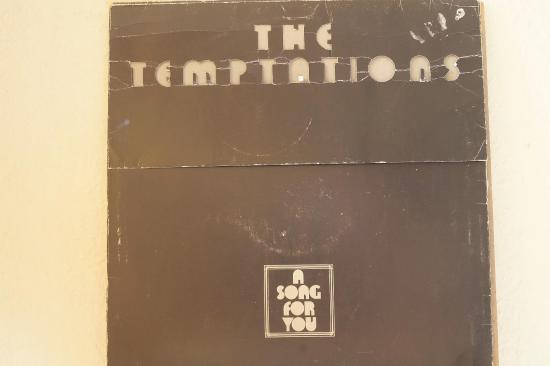 THE
TEMPTATIONS
A
SONG
FOR
YOU